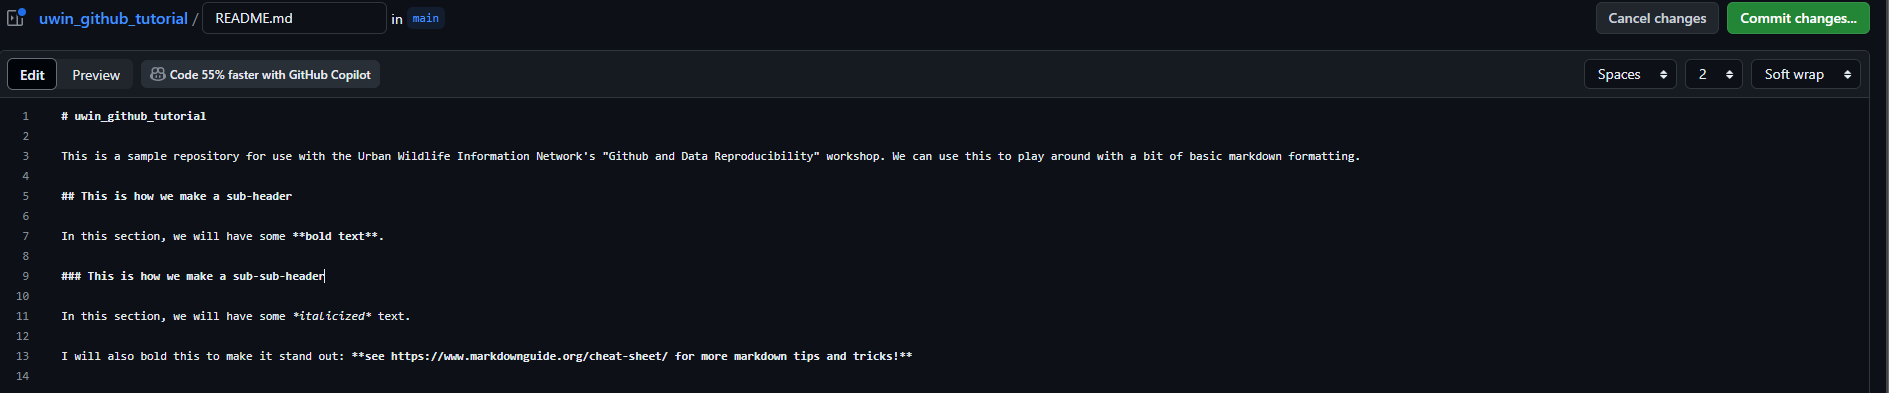 uwin_github_tutorial / README.md in main Cancel changes Commit changes...
Edit Preview Code 55% faster with GitHub Copilot Spaces 2 Soft wrap
1 # uwin_github_tutorial
2
3 This is a sample repository for use with the Urban Wildlife Information Network's "Github and Data Reproducibility" workshop. We can use this to play around with a bit of basic markdown formatting.
4
5 ## This is how we make a sub-header
6
7 In this section, we will have some **bold text**.
8
9 ### This is how we make a sub-sub-header
10
11 In this section, we will have some *italicized* text.
12
13 I will also bold this to make it stand out: **see https://www.markdownguide.org/cheat-sheet/ for more markdown tips and tricks!**
14